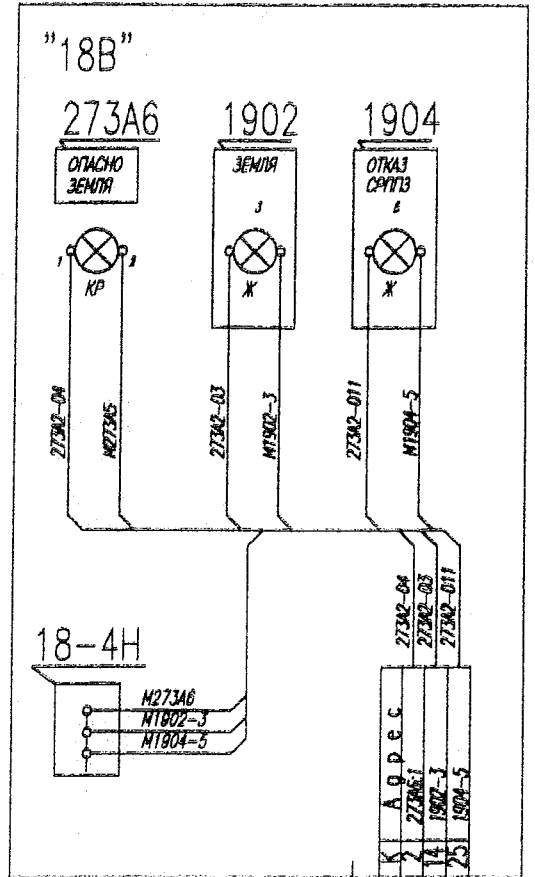 "18В"
273А6 1902 1904
ОПАСНО
ЗЕМЛЯ
ЗЕМЛЯ
ОТКАЗ
СРППЗ
3
1
КР
Ж
Ж
273А2-04
М273А5
273А2-03
М1902-3
273А2-011
М1904-5
273А2-04
273А2-03
273А2-011
18-4Н
М273А6
М1902-3
М1904-5
К Адрес
2 273А6:1
14 1902-3
25 1904-5